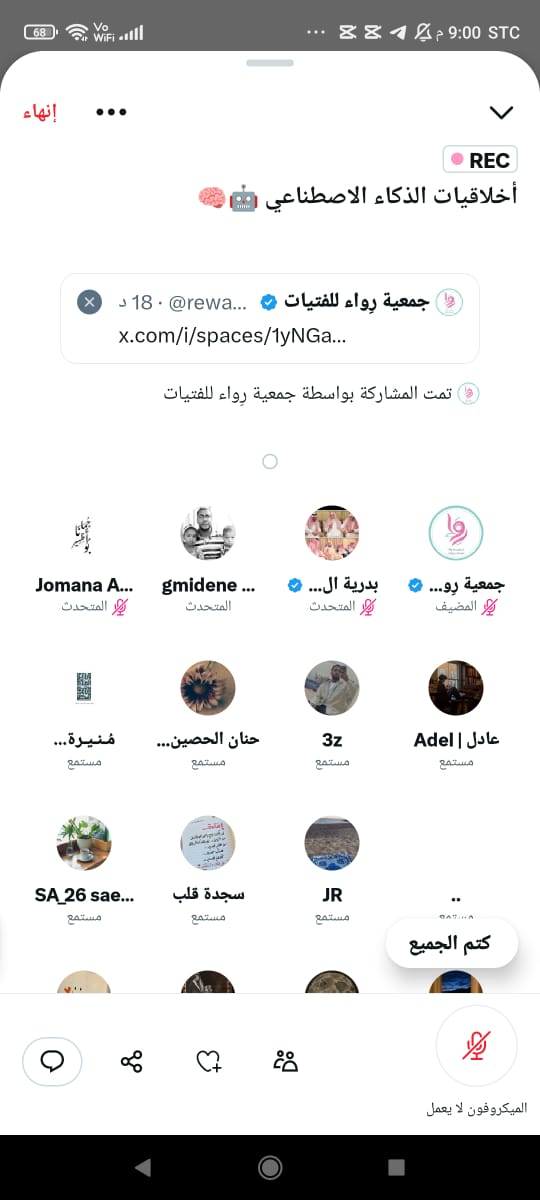 68 Vo WiFi ... م 9:00 STC
إنهاء
REC
أخلاقيات الذكاء الاصطناعي 🤖🧠
جمعية رِواء للفتيات @rewa... · 18 د
x.com/i/spaces/1yNGa...
تمت المشاركة بواسطة جمعية رِواء للفتيات
جمعية رِو... بدرية ال... gmidene ... Jomana A...
المضيف المتحدث المتحدث المتحدث
عادل | Adel 3z حنان الحصين... مُـنـيـرة...
مستمع مستمع مستمع مستمع
.. JR سجدة قلب SA_26 sae...
مستمع مستمع مستمع مستمع
كتم الجميع
الميكروفون لا يعمل